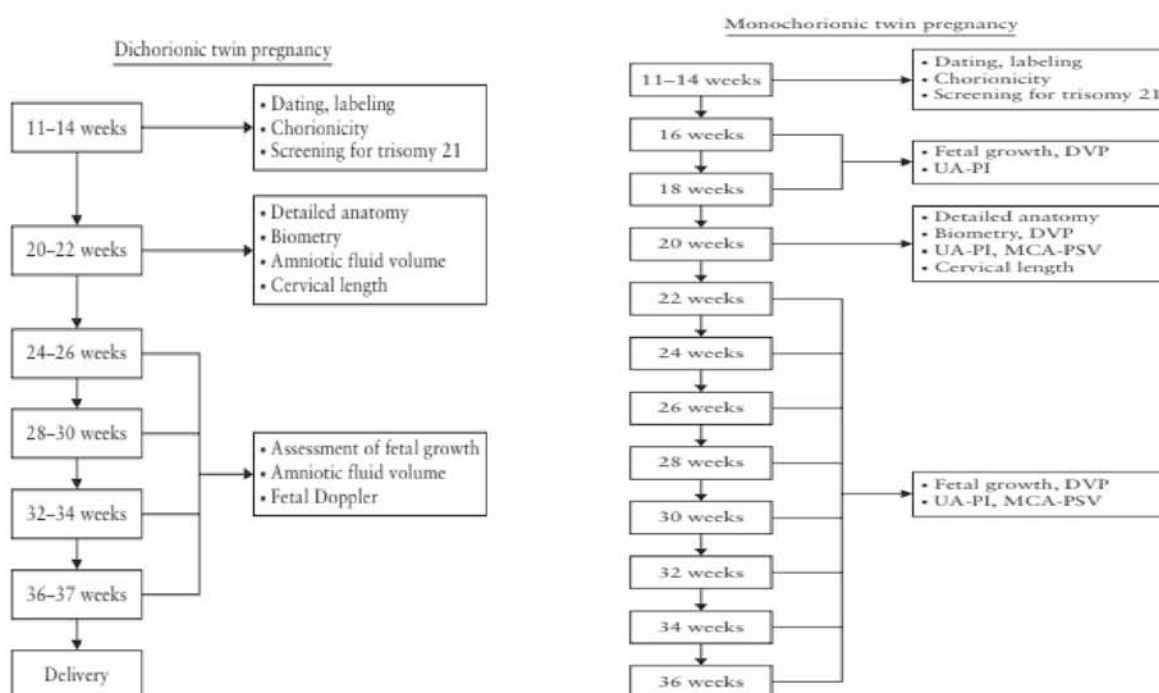 Dichorionic twin pregnancy
11–14 weeks
• Dating, labeling
• Chorionicity
• Screening for trisomy 21
20–22 weeks
• Detailed anatomy
• Biometry
• Amniotic fluid volume
• Cervical length
24–26 weeks
28–30 weeks
32–34 weeks
36–37 weeks
• Assessment of fetal growth
• Amniotic fluid volume
• Fetal Doppler
Delivery
Monochorionic twin pregnancy
11–14 weeks
• Dating, labeling
• Chorionicity
• Screening for trisomy 21
16 weeks
18 weeks
• Fetal growth, DVP
• UA-PI
20 weeks
• Detailed anatomy
• Biometry, DVP
• UA-PI, MCA-PSV
• Cervical length
22 weeks
24 weeks
26 weeks
28 weeks
30 weeks
32 weeks
34 weeks
36 weeks
• Fetal growth, DVP
• UA-PI, MCA-PSV